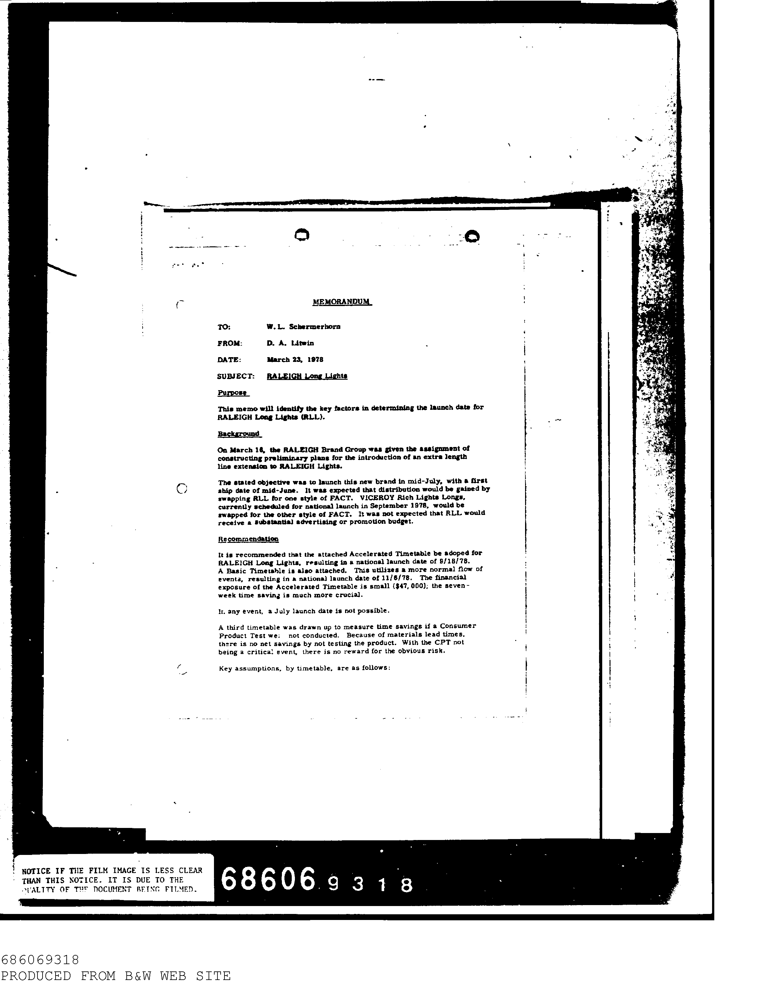 MEMORANDUM
TO: W. L. Schermerhorn
FROM: D. A. Litwin
DATE: March 23, 1978
SUBJECT: RALEIGH Long Lights
Purpose
This memo will identify the key factors in determining the launch date for
RALEIGH Long Lights (RLL).
Background
On March 16, the RALEIGH Brand Group was given the assignment of
constructing preliminary plans for the introduction of an extra length
line extension to RALEIGH Lights.
The stated objective was to launch this new brand in mid-July, with a first
ship date of mid-June. It was expected that distribution would be gained by
swapping RLL for one style of FACT. VICEROY Rich Lights Longs,
currently scheduled for national launch in September 1978, would be
swapped for the other style of FACT. It was not expected that RLL would
receive a substantial advertising or promotion budget.
Recommendation
It is recommended that the attached Accelerated Timetable be adoped for
RALEIGH Long Lights, resulting in a national launch date of 9/18/78.
A Basic Timetable is also attached. This utilizes a more normal flow of
events, resulting in a national launch date of 11/6/78. The financial
exposure of the Accelerated Timetable is small ($47,000); the seven-
week time saving is much more crucial.
In any event, a July launch date is not possible.
A third timetable was drawn up to measure time savings if a Consumer
Product Test not conducted. Because of materials lead times,
there is no net savings by not testing the product. With the CPT not
being a critical event, there is no reward for the obvious risk.
Key assumptions, by timetable, are as follows:
NOTICE IF THE FILM IMAGE IS LESS CLEAR
THAN THIS NOTICE. IT IS DUE TO THE
QUALITY OF THE DOCUMENT BEING FILMED.
68606 9318
686069318
PRODUCED FROM B&W WEB SITE